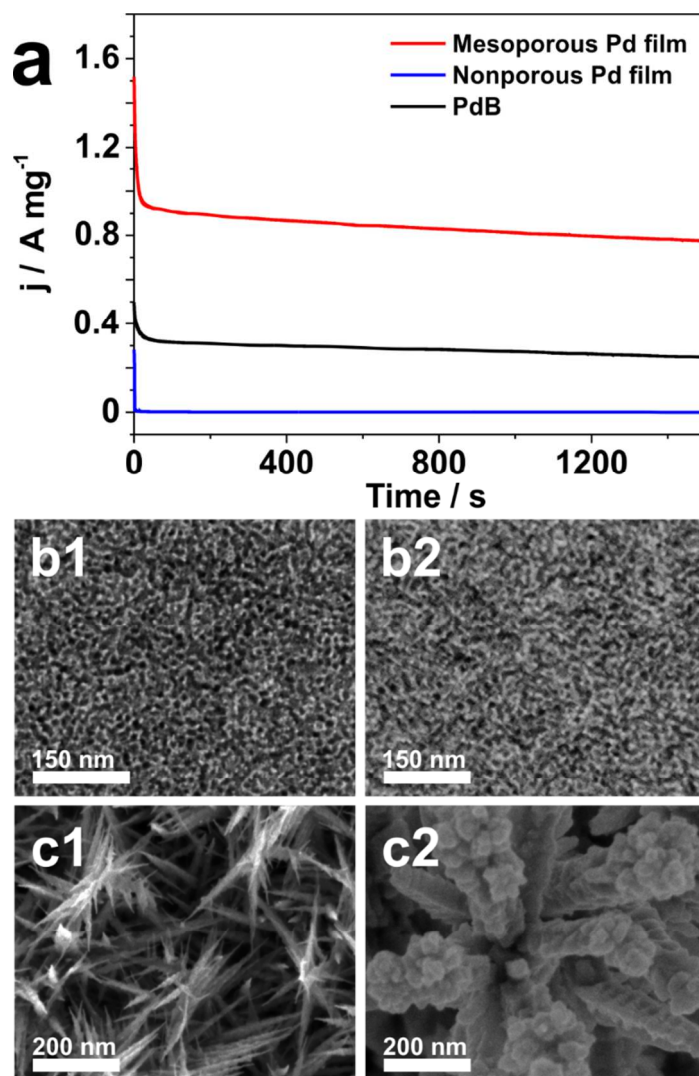 a
Mesoporous Pd film
Nonporous Pd film
PdB
1.6
1.2
0.8
0.4
0
j / A mg⁻¹
0 400 800 1200
Time / s
b1 b2
150 nm 150 nm
c1 c2
200 nm 200 nm